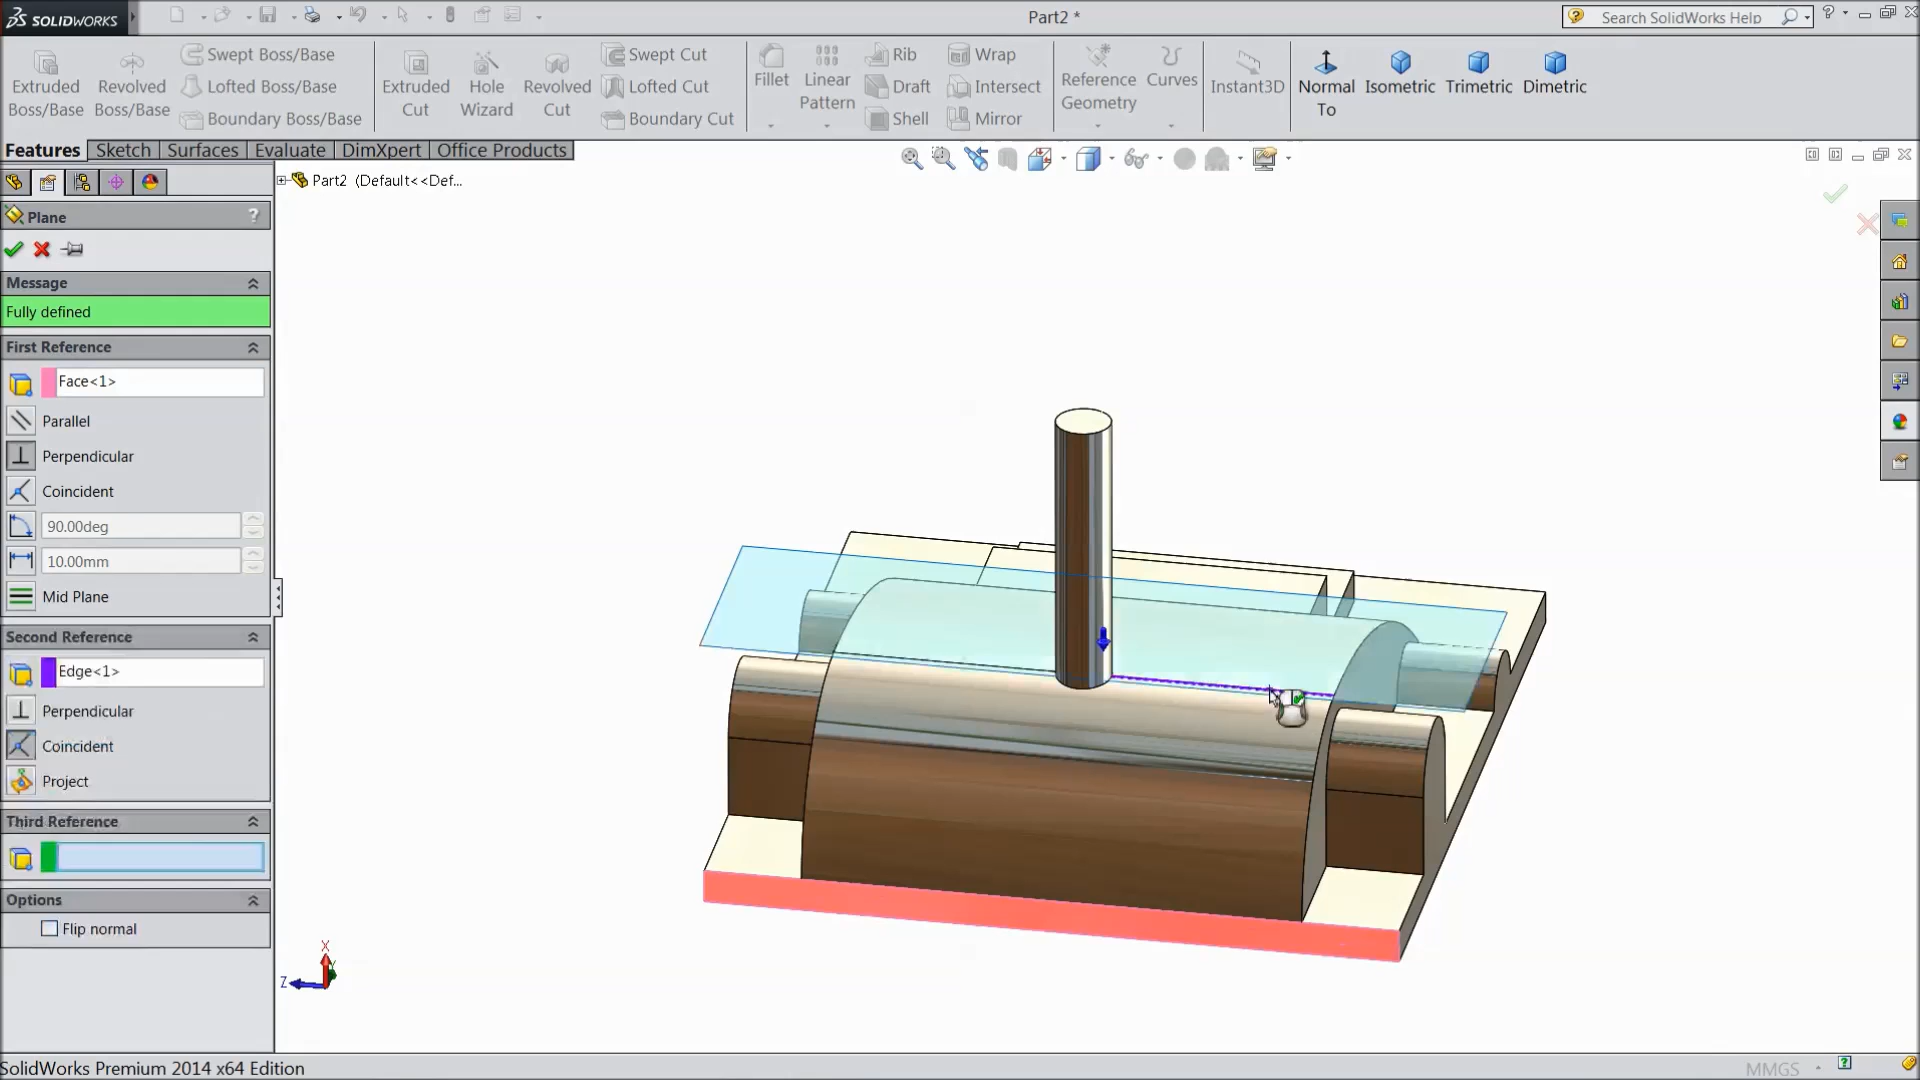 SOLIDWORKS
Part2 *
Search SolidWorks Help
Extruded Boss/Base
Revolved Boss/Base
Swept Boss/Base
Lofted Boss/Base
Boundary Boss/Base
Extruded Cut
Hole Wizard
Revolved Cut
Swept Cut
Lofted Cut
Boundary Cut
Fillet
Linear Pattern
Rib
Draft
Shell
Wrap
Intersect
Mirror
Reference Geometry
Curves
Instant3D
Normal To
Isometric
Trimetric
Dimetric
Features
Sketch
Surfaces
Evaluate
DimXpert
Office Products
Part2 (Default<<Def...
Plane
?
Message
Fully defined
First Reference
Face<1>
Parallel
Perpendicular
Coincident
90.00deg
10.00mm
Mid Plane
Second Reference
Edge<1>
Perpendicular
Coincident
Project
Third Reference
Options
Flip normal
X
Y
Z
SolidWorks Premium 2014 x64 Edition
MMGS